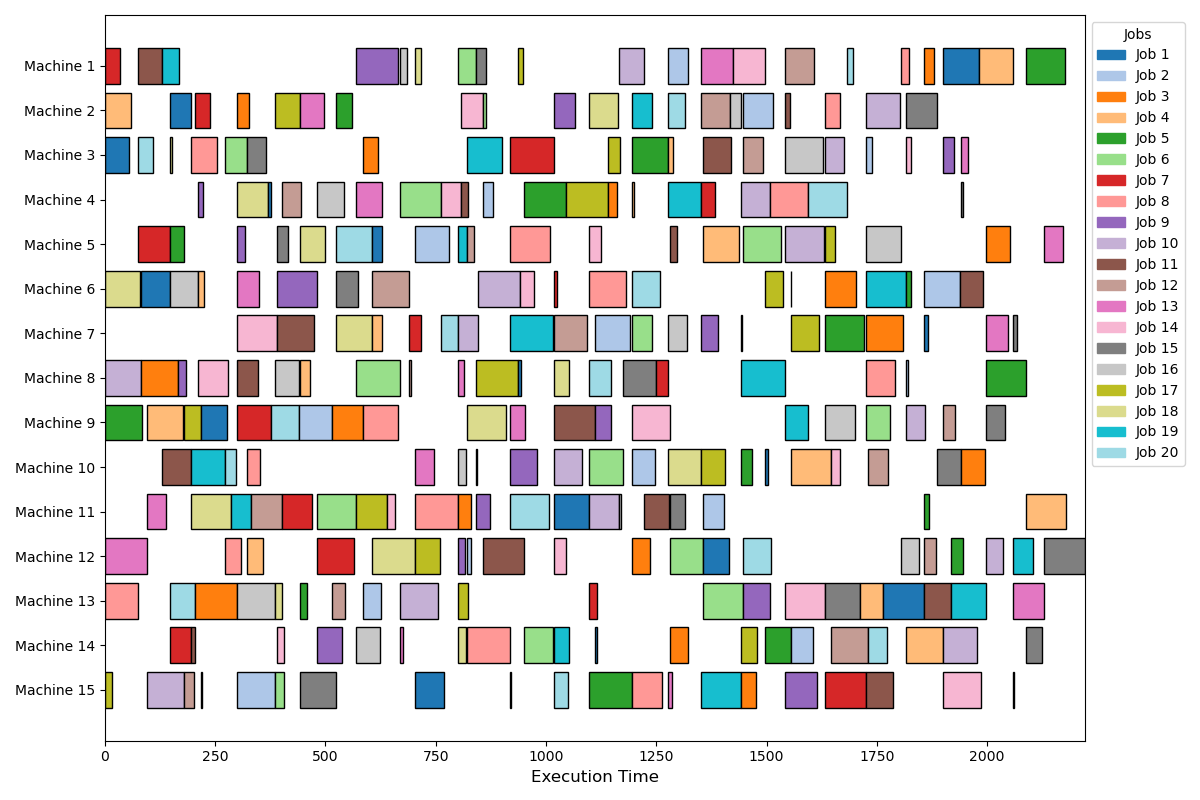 Machine 1
Machine 2
Machine 3
Machine 4
Machine 5
Machine 6
Machine 7
Machine 8
Machine 9
Machine 10
Machine 11
Machine 12
Machine 13
Machine 14
Machine 15
0 250 500 750 1000 1250 1500 1750 2000
Execution Time
Jobs
Job 1
Job 2
Job 3
Job 4
Job 5
Job 6
Job 7
Job 8
Job 9
Job 10
Job 11
Job 12
Job 13
Job 14
Job 15
Job 16
Job 17
Job 18
Job 19
Job 20